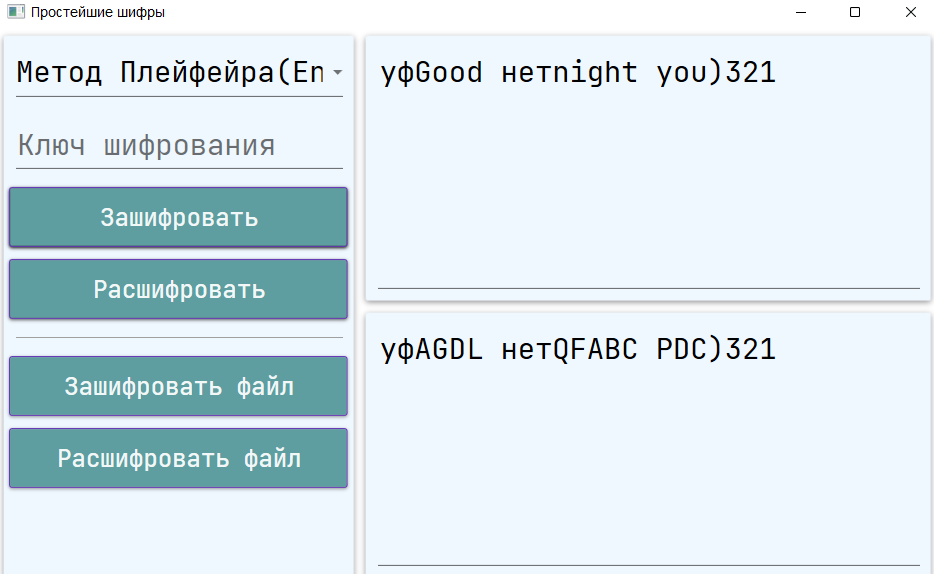 Простейшие шифры
Метод Плейфейра(En
Ключ шифрования
Зашифровать
Расшифровать
Зашифровать файл
Расшифровать файл
уфGood нетnight you)321
уфAGDL нетQFABC PDC)321